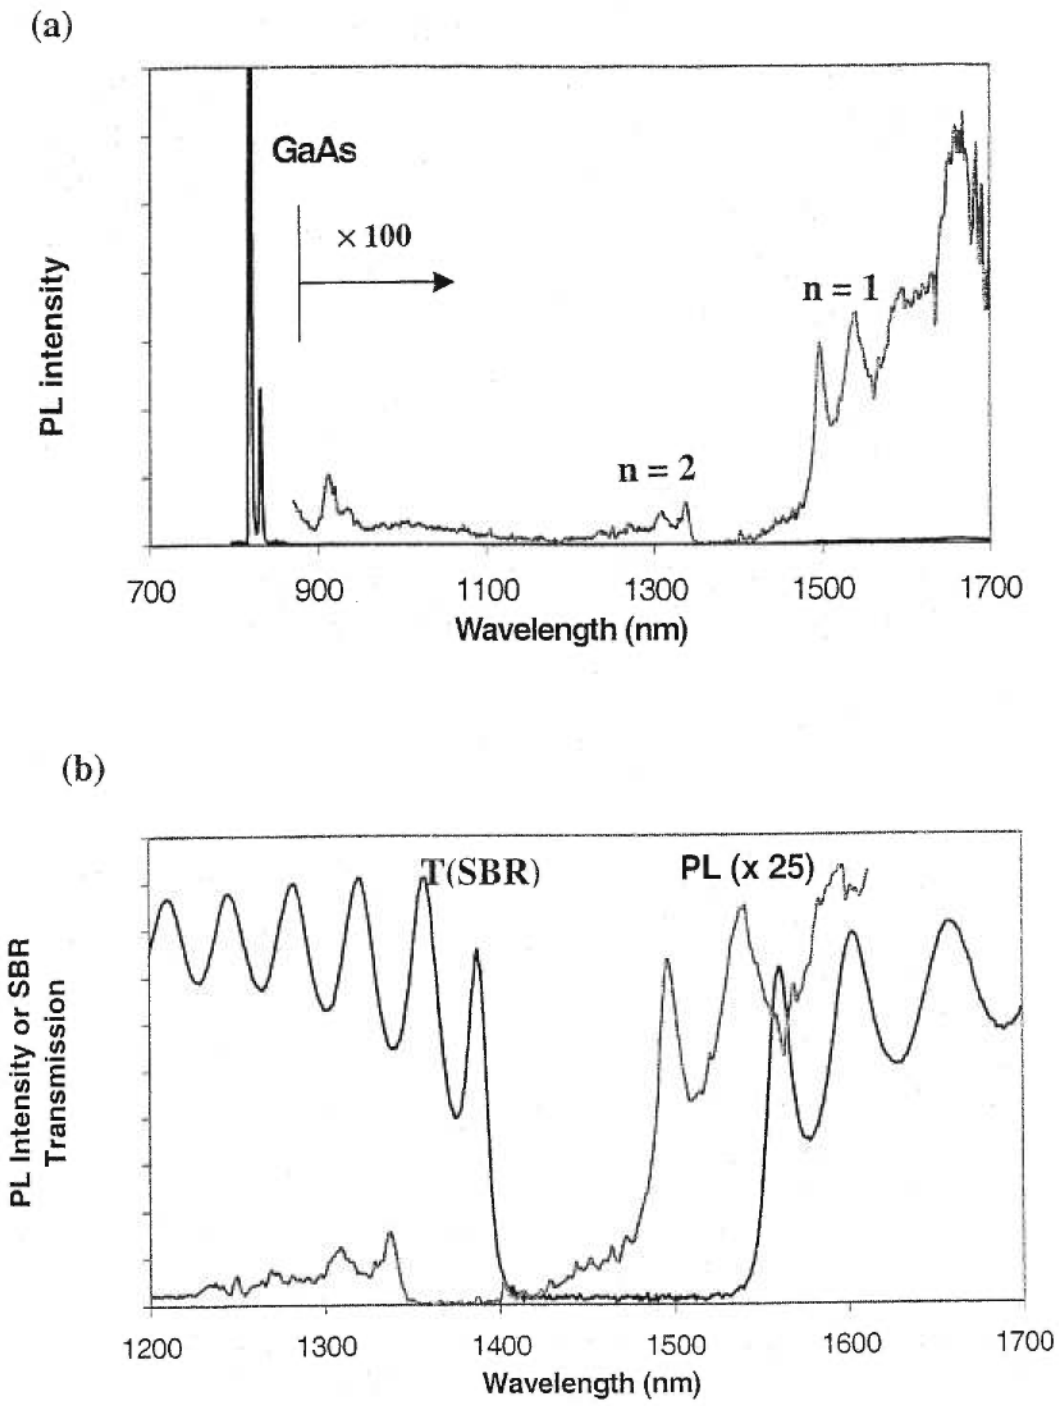 (a)
GaAs
× 100
n = 1
n = 2
PL intensity
700 900 1100 1300 1500 1700
Wavelength (nm)
(b)
T(SBR)
PL (x 25)
PL Intensity or SBR
Transmission
1200 1300 1400 1500 1600 1700
Wavelength (nm)